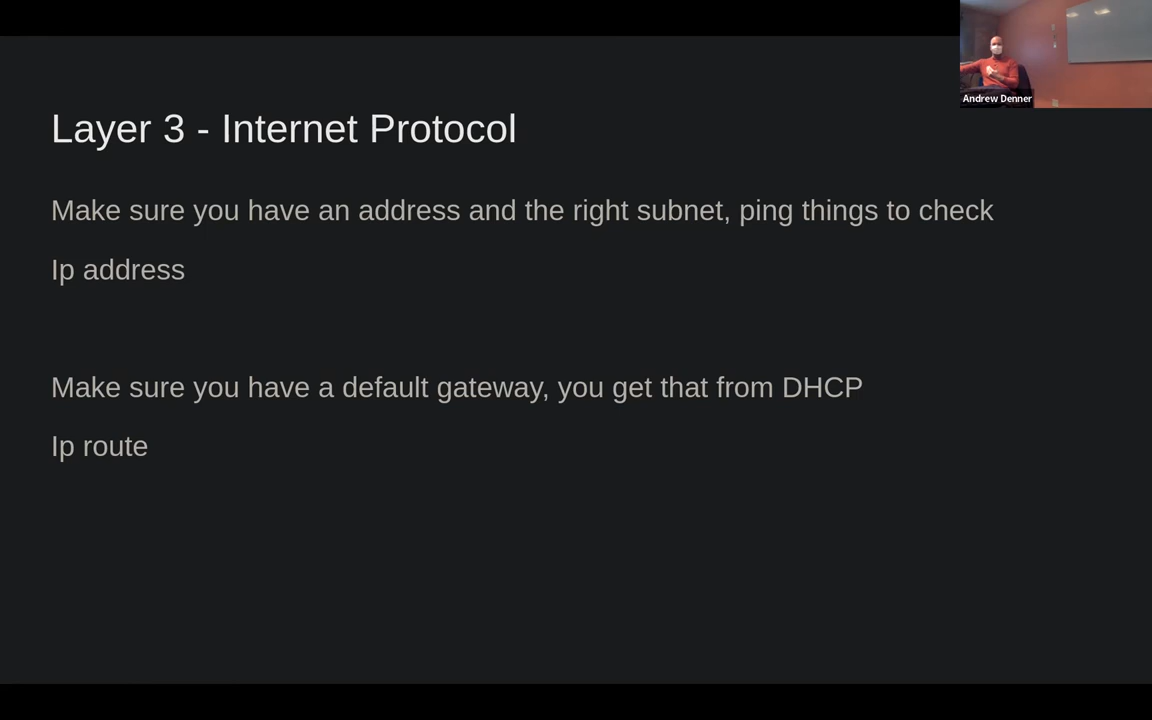 Andrew Denner
Layer 3 - Internet Protocol
Make sure you have an address and the right subnet, ping things to check
Ip address
Make sure you have a default gateway, you get that from DHCP
Ip route